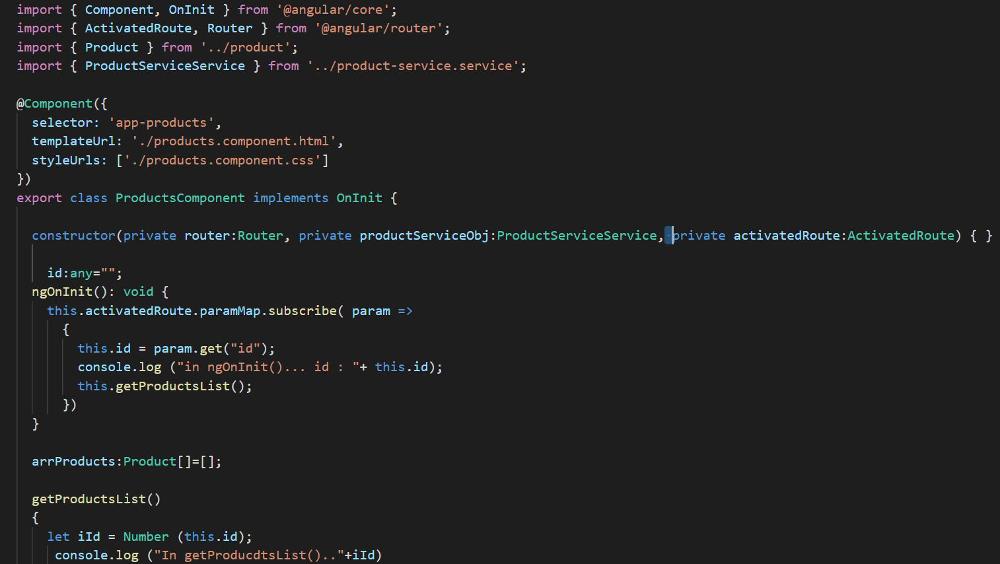 import { Component, OnInit } from '@angular/core';
import { ActivatedRoute, Router } from '@angular/router';
import { Product } from '../product';
import { ProductServiceService } from '../product-service.service';
@Component({
selector: 'app-products',
templateUrl: './products.component.html',
styleUrls: ['./products.component.css']
})
export class ProductsComponent implements OnInit {
constructor(private router:Router, private productServiceObj:ProductServiceService, private activatedRoute:ActivatedRoute) { }
id:any="";
ngOnInit(): void {
this.activatedRoute.paramMap.subscribe( param =>
{
this.id = param.get("id");
console.log ("in ngOnInit()... id : "+ this.id);
this.getProductsList();
})
}
arrProducts:Product[]=[];
getProductsList()
{
let iId = Number (this.id);
console.log ("In getProducdtsList().."+iId)